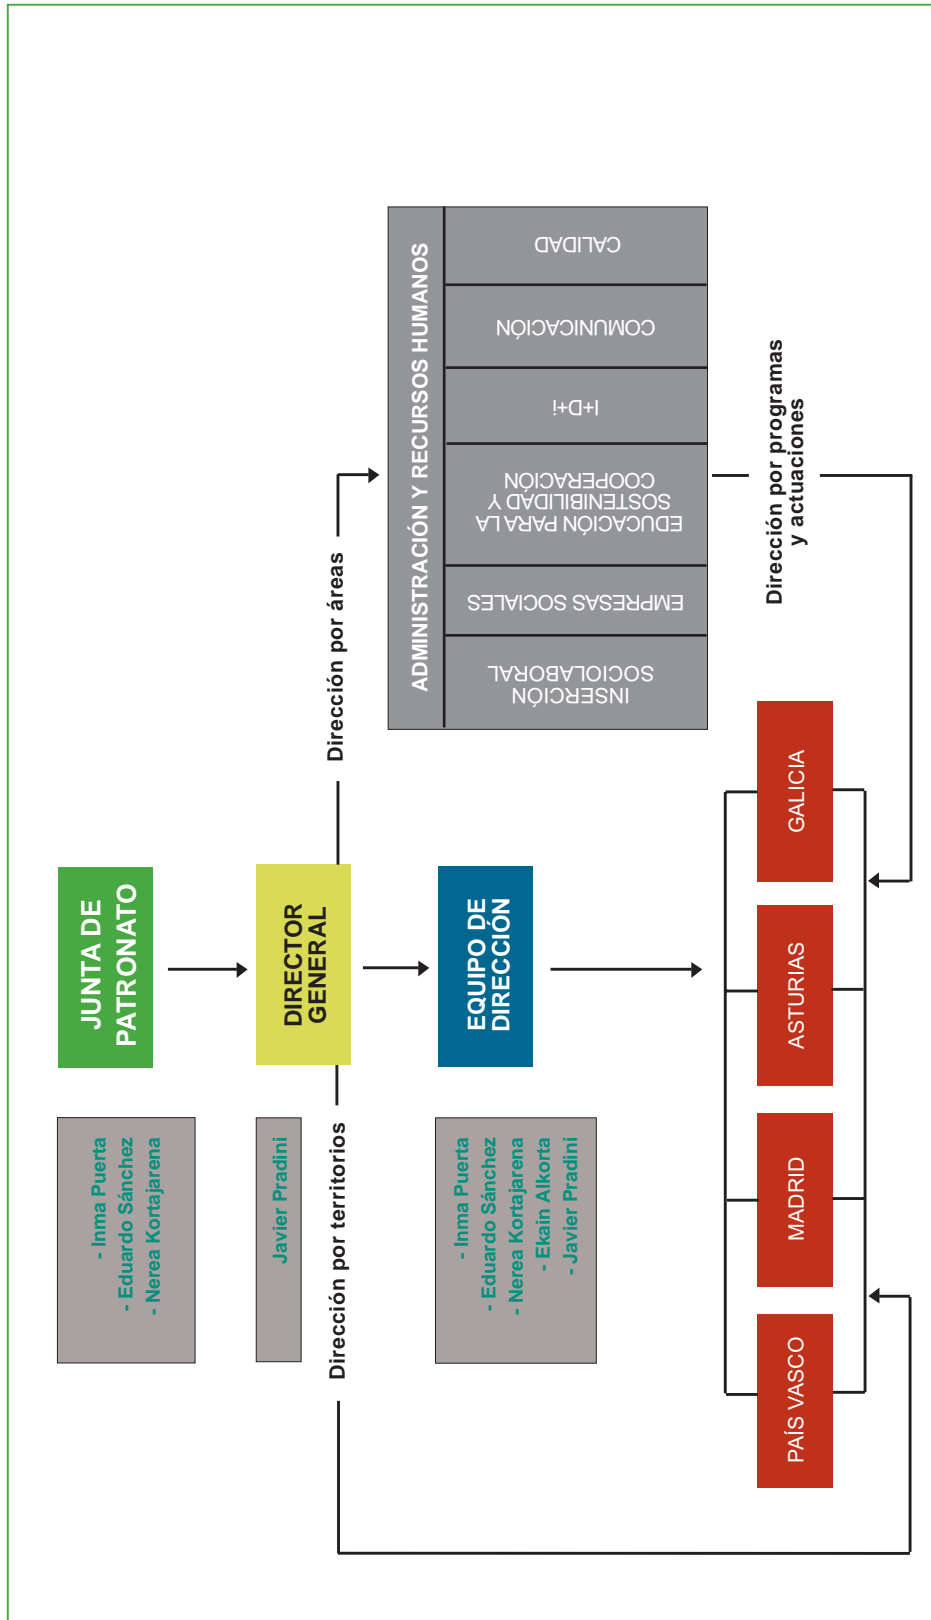 JUNTA DE
PATRONATO
- Inma Puerta
- Eduardo Sánchez
- Nerea Kortajarena
DIRECTOR
GENERAL
Javier Pradini
Dirección por territorios
Dirección por áreas
EQUIPO DE
DIRECCIÓN
- Inma Puerta
- Eduardo Sánchez
- Nerea Kortajarena
- Ekain Alkorta
- Javier Pradini
ADMINISTRACIÓN Y RECURSOS HUMANOS
INSERCIÓN
SOCIOLABORAL
EMPRESAS SOCIALES
EDUCACIÓN PARA LA
SOSTENIBILIDAD Y
COOPERACIÓN
I+D+i
COMUNICACIÓN
CALIDAD
Dirección por programas
y actuaciones
PAÍS VASCO
MADRID
ASTURIAS
GALICIA